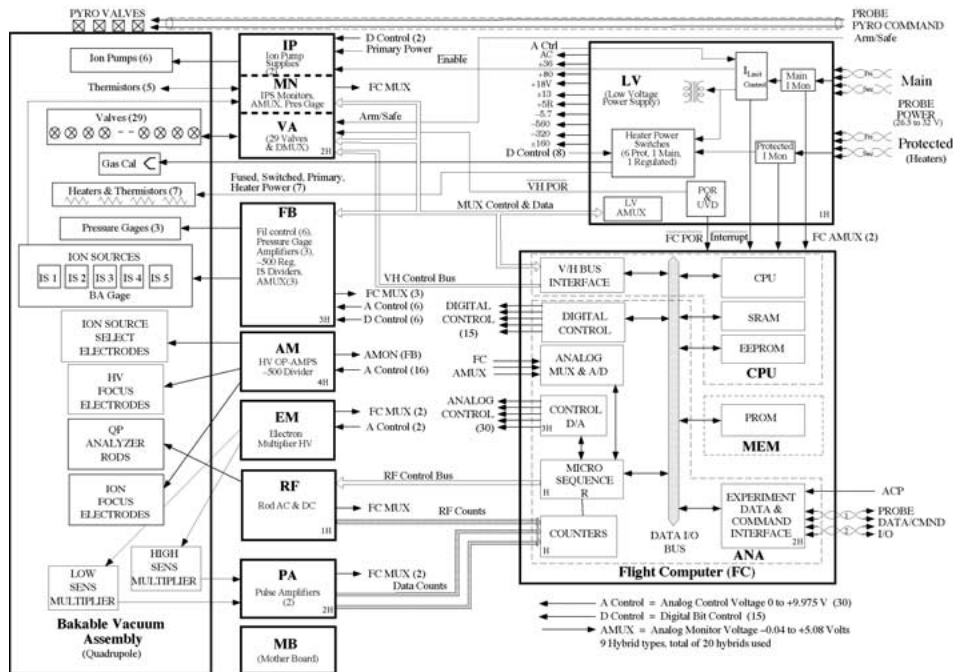 PYRO VALVES
PROBE
PYRO COMMAND
Arm/Safe
Ion Pumps (6)
Thermistors (5)
Valves (29)
Gas Cal
Heaters & Thermistors (7)
Pressure Gages (3)
ION SOURCES
IS 1 IS 2 IS 3 IS 4 IS 5
BA Gage
ION SOURCE
SELECT
ELECTRODES
HV
FOCUS
ELECTRODES
QP
ANALYZER
RODS
ION
FOCUS
ELECTRODES
HIGH
SENS
MULTIPLIER
LOW
SENS
MULTIPLIER
Bakable Vacuum
Assembly
(Quadrupole)
IP
Ion Pump
Supplies
(2)
MN
IPS Monitors,
AMUX, Pres Gage
VA
(29 Valves
& DMUX)
2H
D Control (2)
Primary Power
Enable
FC MUX
Arm/Safe
Fused, Switched, Primary,
Heater Power (7)
FB
Fil control (6),
Pressure Gage
Amplifiers (3),
-500 Reg,
IS Dividers,
AMUX(3)
3H
MUX Control & Data
VH Control Bus
FC MUX (3)
A Control (6)
D Control (6)
AM
HV OP-AMPS
-500 Divider
4H
AMON (FB)
A Control (16)
EM
Electron
Multiplier HV
FC MUX (2)
A Control (2)
RF
Rod AC & DC
1H
RF Control Bus
FC MUX
RF Counts
PA
Pulse Amplifiers
(2)
2H
FC MUX (2)
Data Counts
MB
(Mother Board)
A Ctrl
AC
+36
+80
+18V
+13
+5R
-5.7
-560
-320
±160
D Control (8)
VH POR
LV
(Low Voltage
Power Supply)
I Limit
Control
Main
I Mon
Heater Power
Switches
(6 Prot, 1 Main,
1 Regulated)
Protected
I Mon
LV
AMUX
POR
&
UVD
1H
Main
PROBE
POWER
(26.5 to 32 V)
Protected
(Heaters)
FC POR
Interrupt
FC AMUX (2)
V/H BUS
INTERFACE
DIGITAL
CONTROL
(15)
DIGITAL
CONTROL
FC
AMUX
ANALOG
MUX & A/D
ANALOG
CONTROL
(30)
CONTROL
D/A
3H
MICRO
SEQUENCE
H R
COUNTERS
H
DATA I/O
BUS
CPU
SRAM
EEPROM
CPU
PROM
MEM
EXPERIMENT
DATA &
COMMAND
INTERFACE
2H
ANA
Flight Computer (FC)
ACP
PROBE
DATA/CMND
I/O
A Control = Analog Control Voltage 0 to +9.975 V (30)
D Control = Digital Bit Control (15)
AMUX = Analog Monitor Voltage -0.04 to +5.08 Volts
9 Hybrid types, total of 20 hybrids used